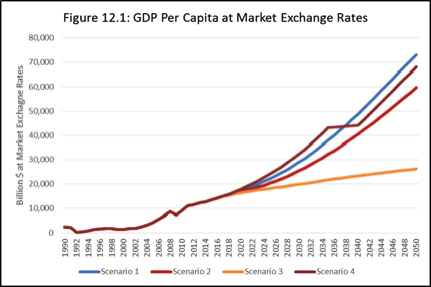 Figure 12.1: GDP Per Capita at Market Exchange Rates
Billion $ at Market Exchagne Rates
80,000
70,000
60,000
50,000
40,000
30,000
20,000
10,000
0
1990 1992 1994 1996 1998 2000 2002 2004 2006 2008 2010 2012 2014 2016 2018 2020 2022 2024 2026 2028 2030 2032 2034 2036 2038 2040 2042 2044 2046 2048 2050
Scenario 1 Scenario 2 Scenario 3 Scenario 4